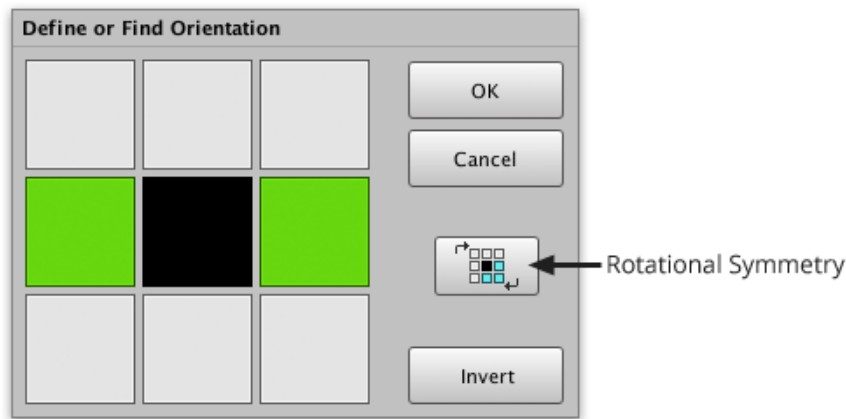 Define or Find Orientation
OK
Cancel
Rotational Symmetry
Invert